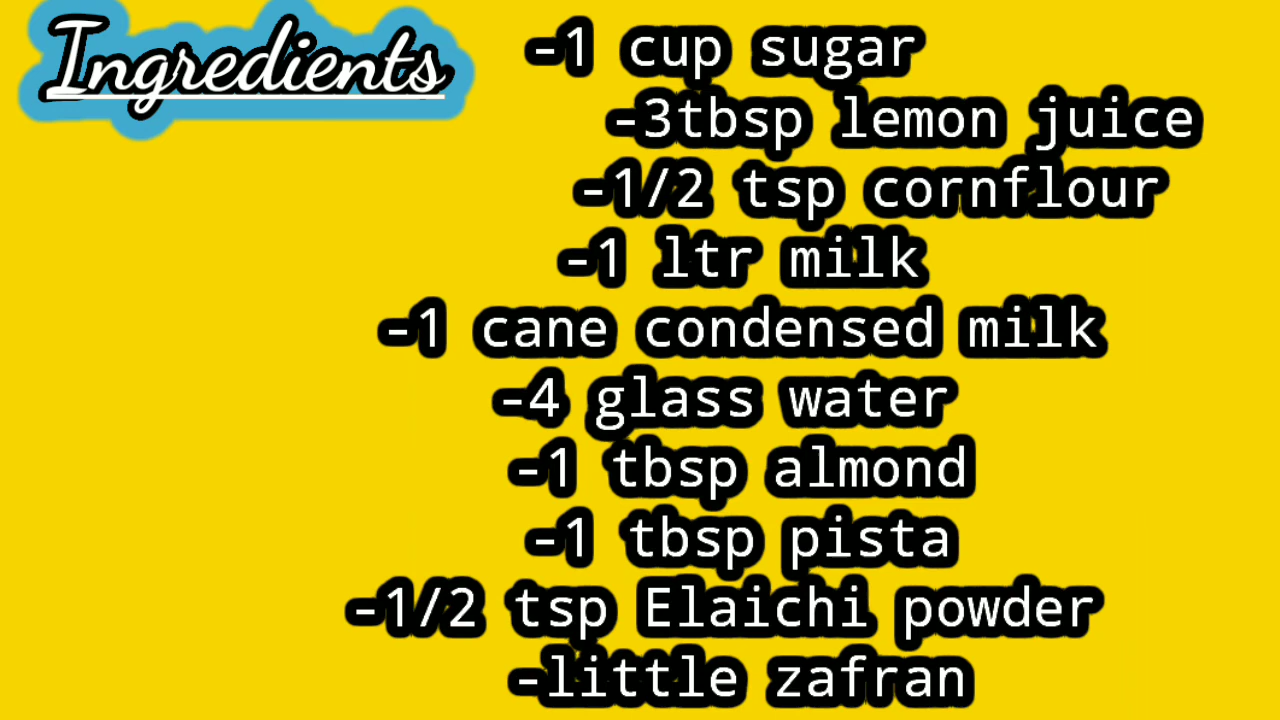 Ingredients
-1 cup sugar
-3tbsp lemon juice
-1/2 tsp cornflour
-1 ltr milk
-1 cane condensed milk
-4 glass water
-1 tbsp almond
-1 tbsp pista
-1/2 tsp Elaichi powder
-little zafran